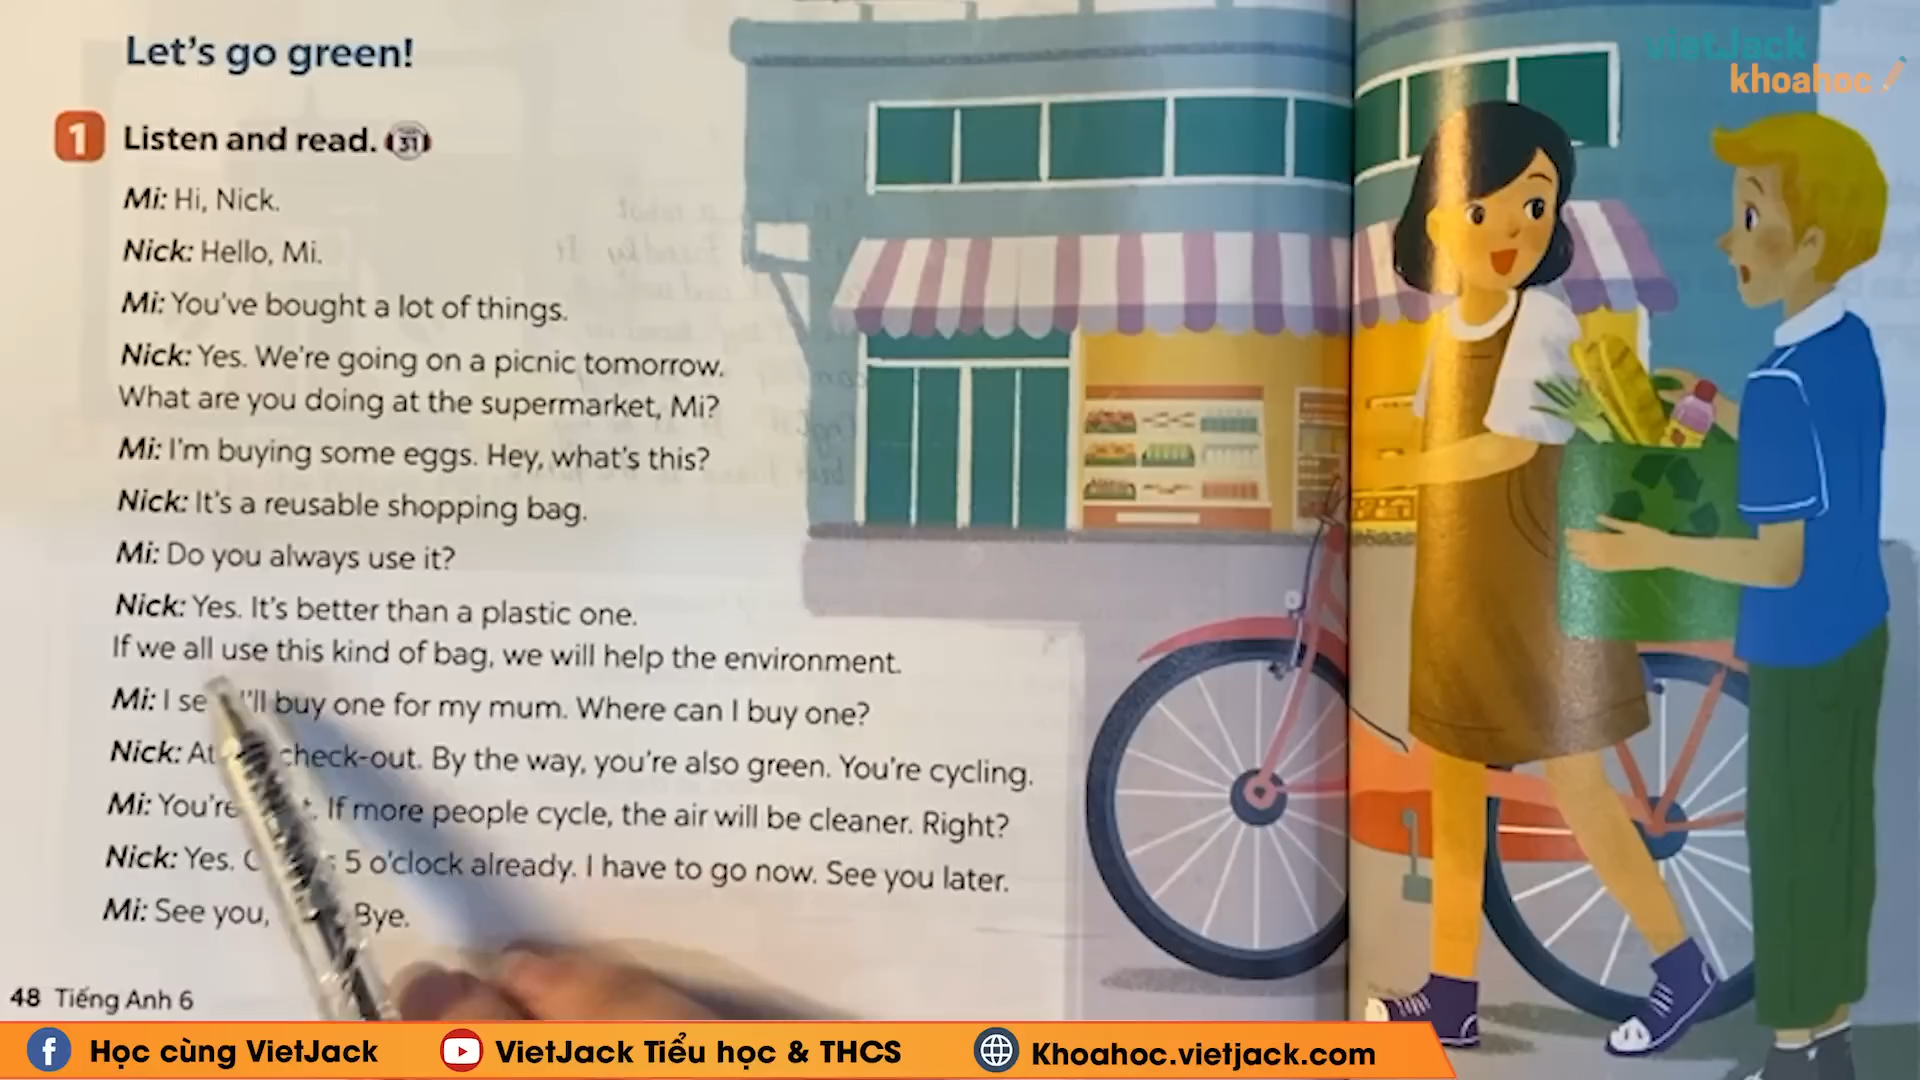 Let's go green!
1 Listen and read. 31
Mi: Hi, Nick.
Nick: Hello, Mi.
Mi: You've bought a lot of things.
Nick: Yes. We're going on a picnic tomorrow.
What are you doing at the supermarket, Mi?
Mi: I'm buying some eggs. Hey, what's this?
Nick: It's a reusable shopping bag.
Mi: Do you always use it?
Nick: Yes. It's better than a plastic one.
If we all use this kind of bag, we will help the environment.
Mi: I I'll buy one for my mum. Where can I buy one?
Nick: At check-out. By the way, you're also green. You're cycling.
Mi: You're If more people cycle, the air will be cleaner. Right?
Nick: Yes. 5 o'clock already. I have to go now. See you later.
Mi: See you, Bye.
48 Tiếng Anh 6
vietJack
khoahoc
Học cùng VietJack
VietJack Tiểu học & THCS
Khoahoc.vietjack.com